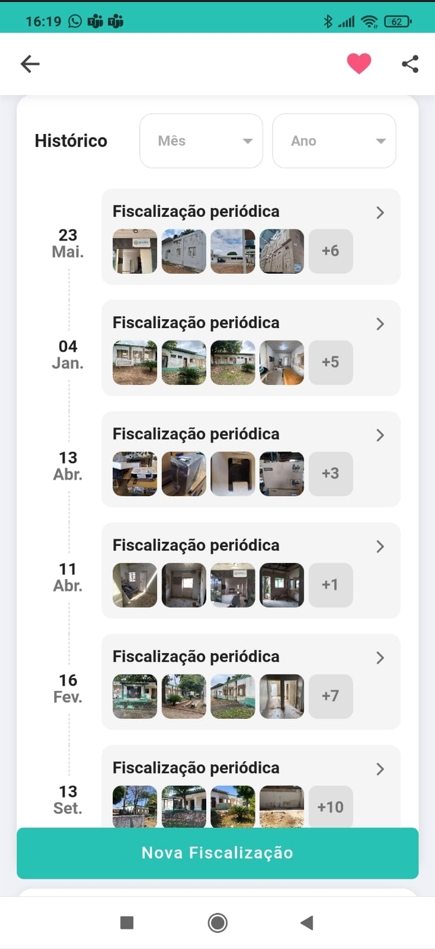 16:19
62
Histórico
Mês
Ano
23
Mai.
Fiscalização periódica
+6
04
Jan.
Fiscalização periódica
+5
13
Abr.
Fiscalização periódica
+3
11
Abr.
Fiscalização periódica
+1
16
Fev.
Fiscalização periódica
+7
13
Set.
Fiscalização periódica
+10
Nova Fiscalização